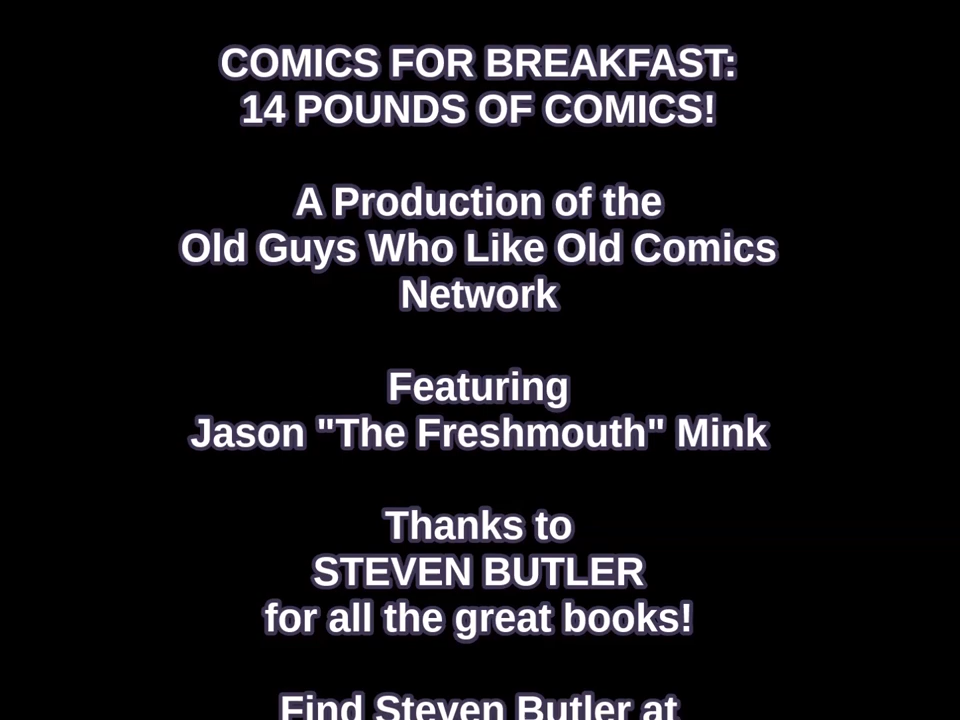 COMICS FOR BREAKFAST:
14 POUNDS OF COMICS!
A Production of the
Old Guys Who Like Old Comics
Network
Featuring
Jason "The Freshmouth" Mink
Thanks to
STEVEN BUTLER
for all the great books!
Find Steven Butler at